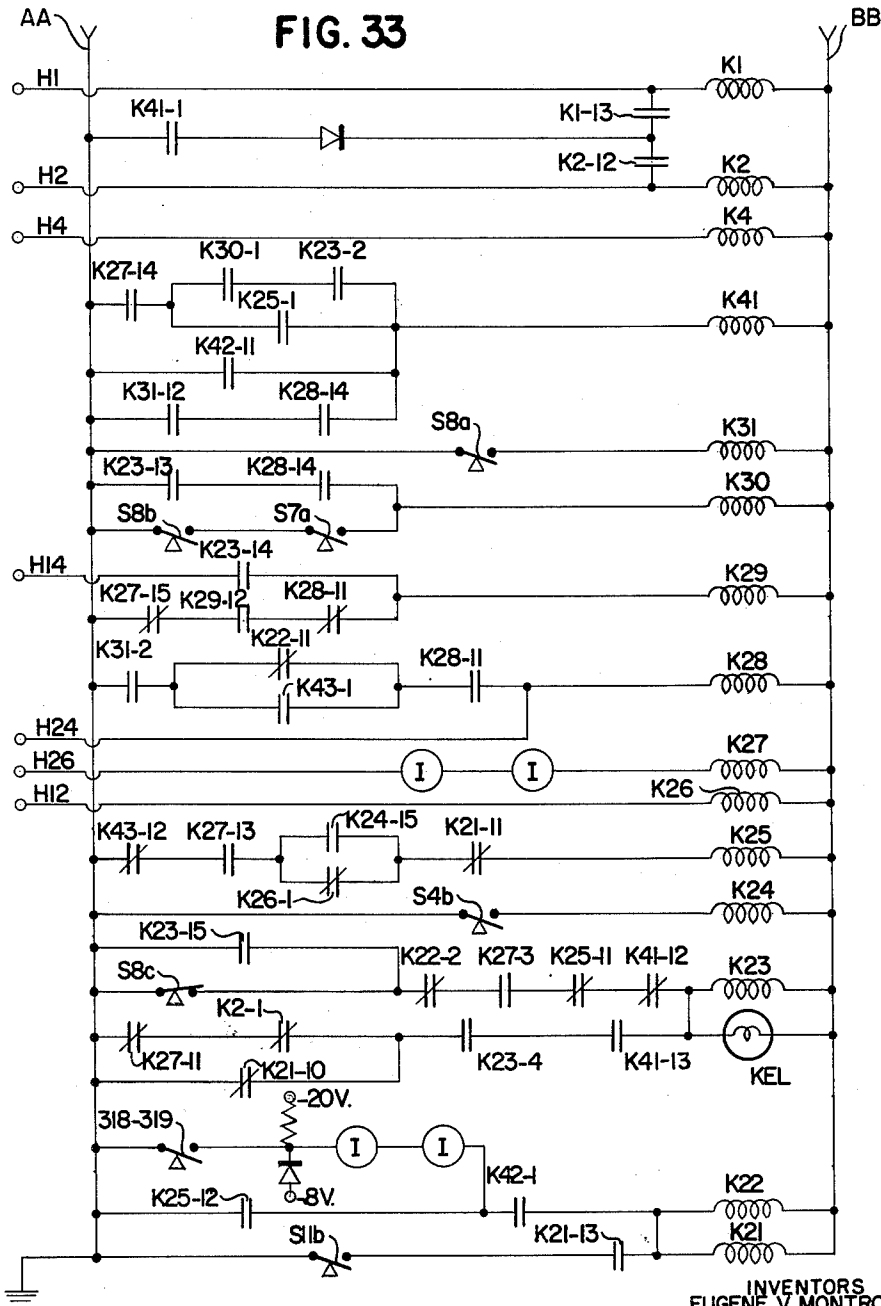 AA
FIG. 33
BB
H1
K1
K41-1
K1-13
K2-12
H2
K2
H4
K4
K30-1
K23-2
K27-14
K25-1
K41
K42-11
K31-12
K28-14
S8a
K31
K23-13
K28-14
K30
S8b
S7a
K23-14
H14
K27-15
K29-12
K28-11
K29
K22-11
K31-2
K28-11
K28
K43-1
H24
H26
I
I
K27
H12
K26
K24-15
K43-12
K27-13
K21-11
K25
K26-1
S4b
K24
K23-15
K22-2
K27-3
K25-11
K41-12
K23
S8c
K2-1
K27-11
K23-4
K41-13
KEL
K21-10
-20V.
318-319
I
I
K42-1
-8V.
K25-12
K22
K21-13
K21
S11b
INVENTORS
EUGENE V. MONTRO